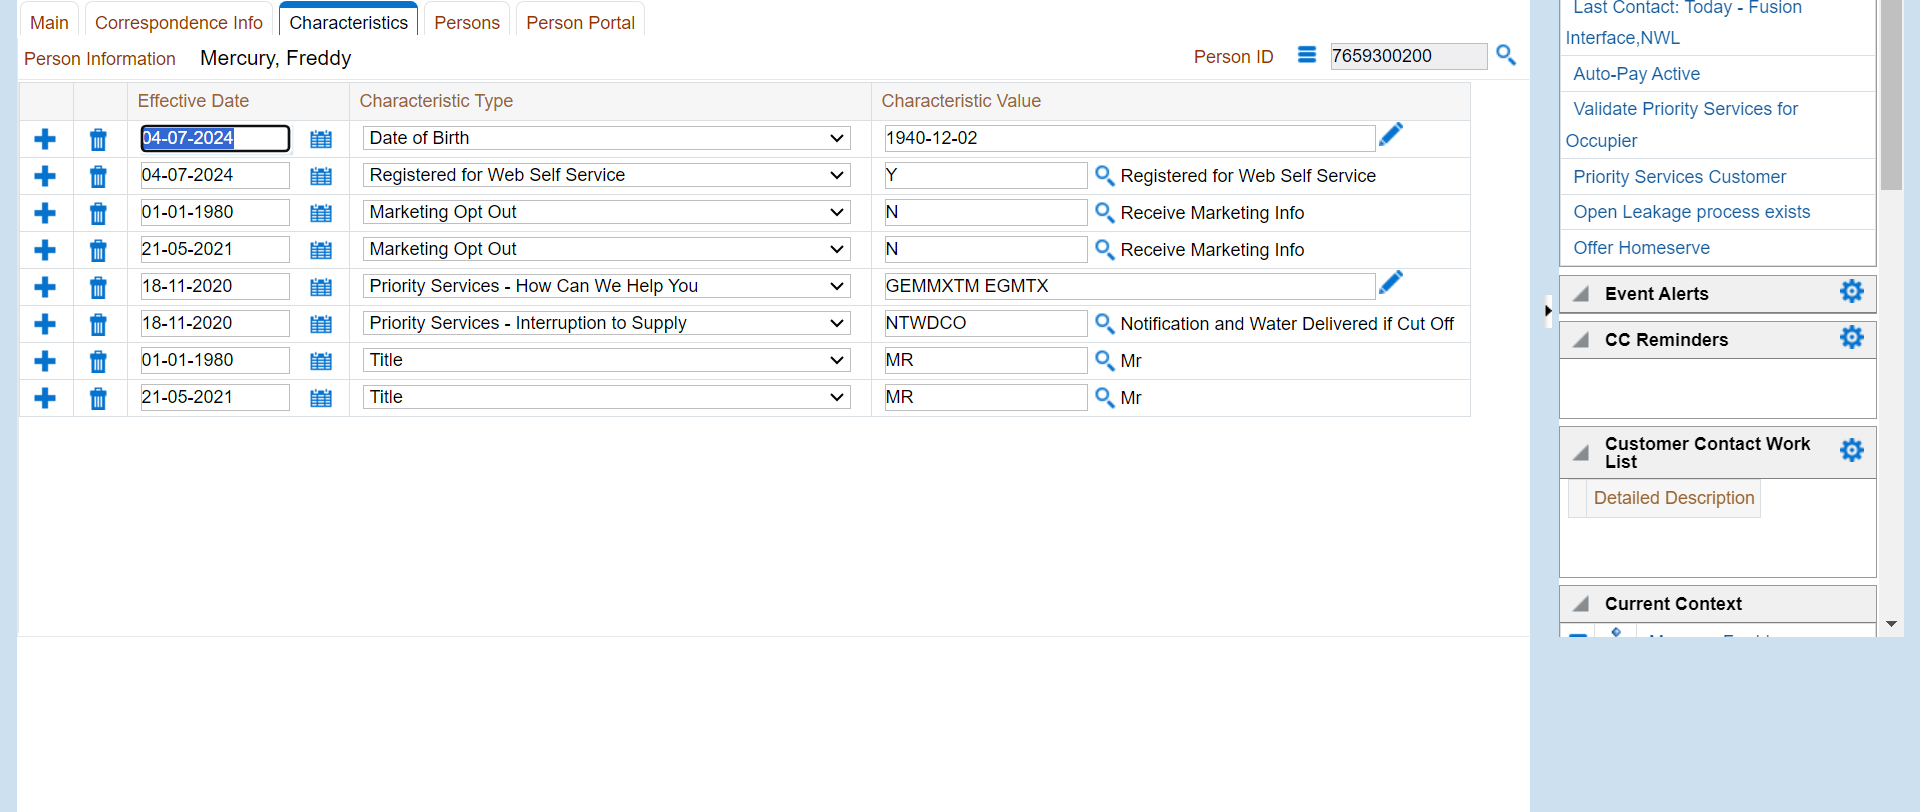 Main Correspondence Info Characteristics Persons Person Portal
Person Information Mercury, Freddy Person ID 7659300200
Effective Date Characteristic Type Characteristic Value
04-07-2024 Date of Birth 1940-12-02
04-07-2024 Registered for Web Self Service Y Registered for Web Self Service
01-01-1980 Marketing Opt Out N Receive Marketing Info
21-05-2021 Marketing Opt Out N Receive Marketing Info
18-11-2020 Priority Services - How Can We Help You GEMMXTM EGMTX
18-11-2020 Priority Services - Interruption to Supply NTWDCO Notification and Water Delivered if Cut Off
01-01-1980 Title MR Mr
21-05-2021 Title MR Mr
Last Contact: Today - Fusion
Interface,NWL
Auto-Pay Active
Validate Priority Services for
Occupier
Priority Services Customer
Open Leakage process exists
Offer Homeserve
Event Alerts
CC Reminders
Customer Contact Work
List
Detailed Description
Current Context